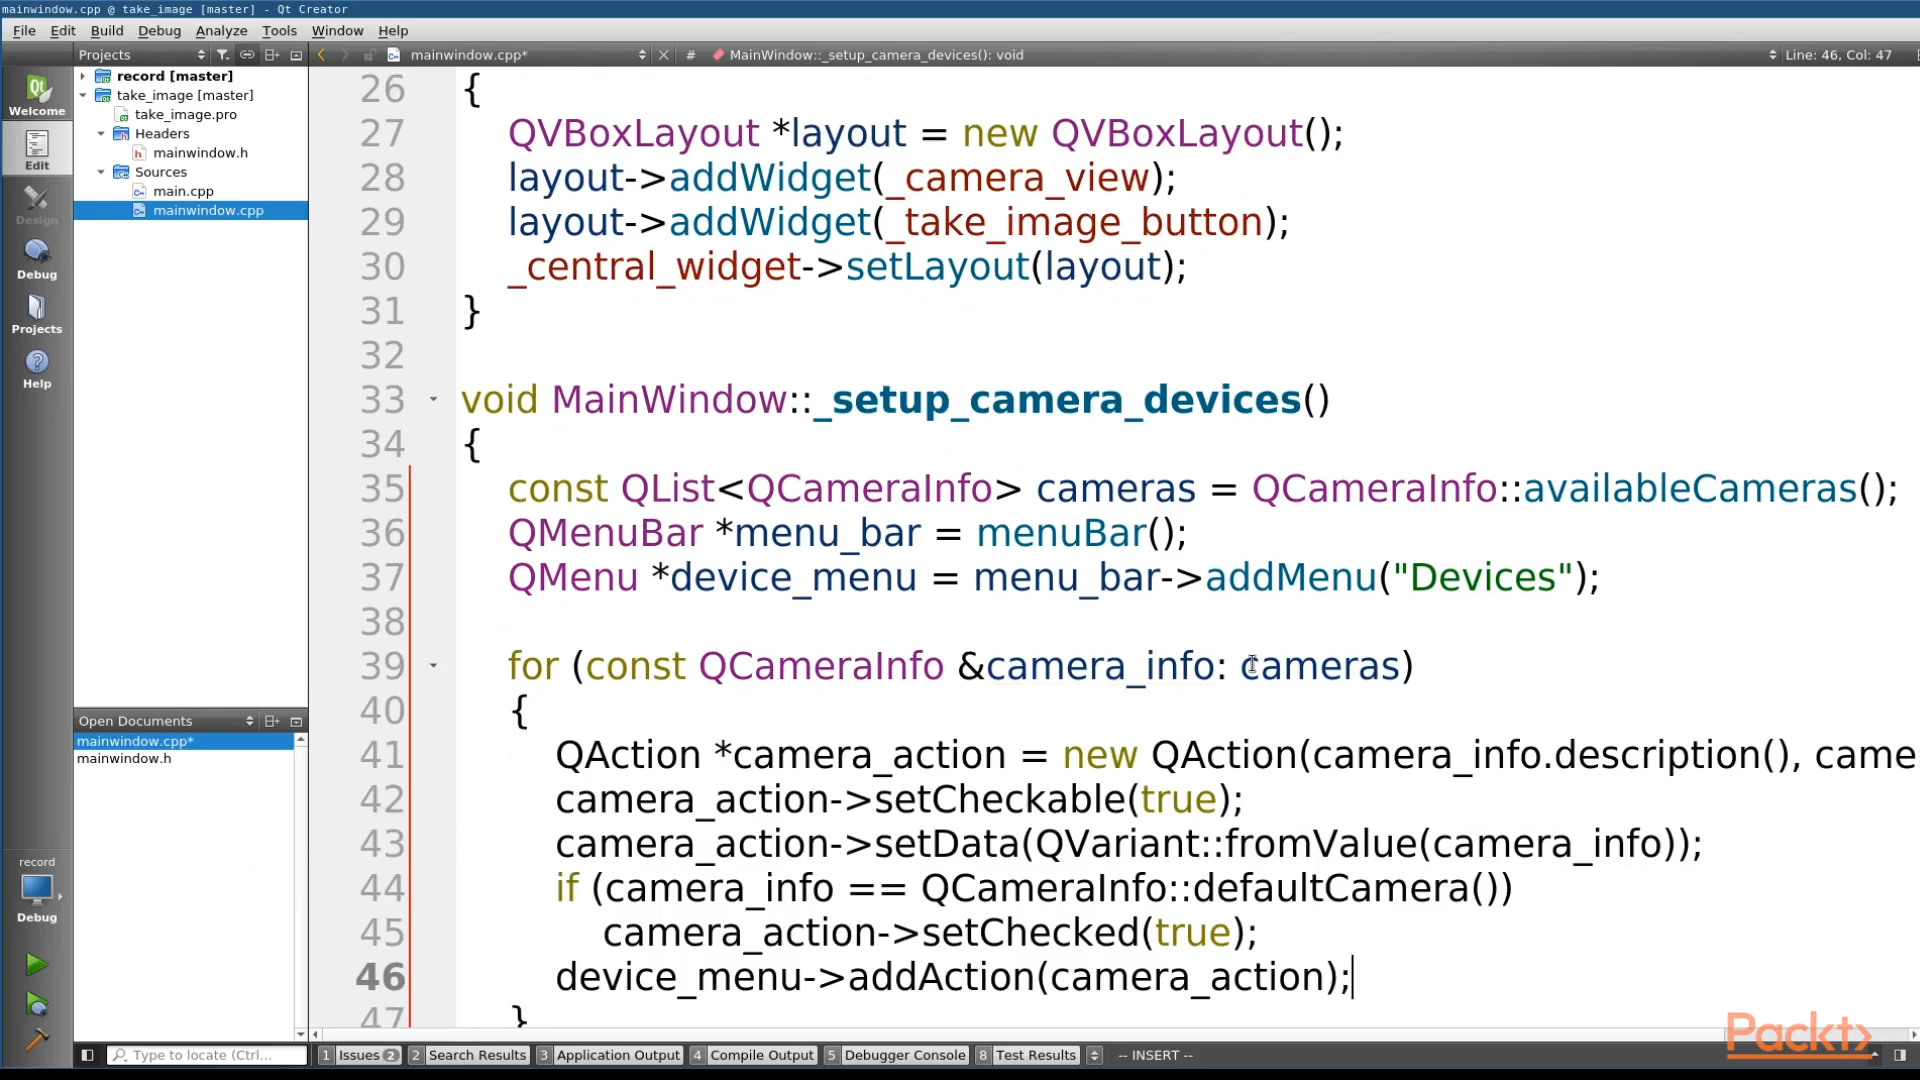 mainwindow.cpp @ take_image [master] - Qt Creator
File Edit Build Debug Analyze Tools Window Help
Projects
mainwindow.cpp*
# MainWindow::_setup_camera_devices(): void
Line: 46, Col: 47
Welcome
Edit
Design
Debug
Projects
Help
record [master]
take_image [master]
take_image.pro
Headers
mainwindow.h
Sources
main.cpp
mainwindow.cpp
Open Documents
mainwindow.cpp*
mainwindow.h
26 {
27 QVBoxLayout *layout = new QVBoxLayout();
28 layout->addWidget(_camera_view);
29 layout->addWidget(_take_image_button);
30 _central_widget->setLayout(layout);
31 }
32
33 void MainWindow::_setup_camera_devices()
34 {
35 const QList<QCameraInfo> cameras = QCameraInfo::availableCameras();
36 QMenuBar *menu_bar = menuBar();
37 QMenu *device_menu = menu_bar->addMenu("Devices");
38
39 for (const QCameraInfo &camera_info: cameras)
40 {
41 QAction *camera_action = new QAction(camera_info.description(), came
42 camera_action->setCheckable(true);
43 camera_action->setData(QVariant::fromValue(camera_info));
44 if (camera_info == QCameraInfo::defaultCamera())
45 camera_action->setChecked(true);
46 device_menu->addAction(camera_action);
47 }
record
Debug
Type to locate (Ctrl...
1 Issues 2
2 Search Results
3 Application Output
4 Compile Output
5 Debugger Console
8 Test Results
-- INSERT --
Packt>